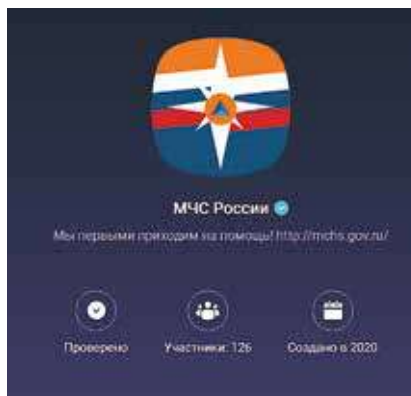 МЧС России
Мы первыми приходим на помощь! http://mchs.gov.ru/
Проверено
Участники: 126
Создано в 2020